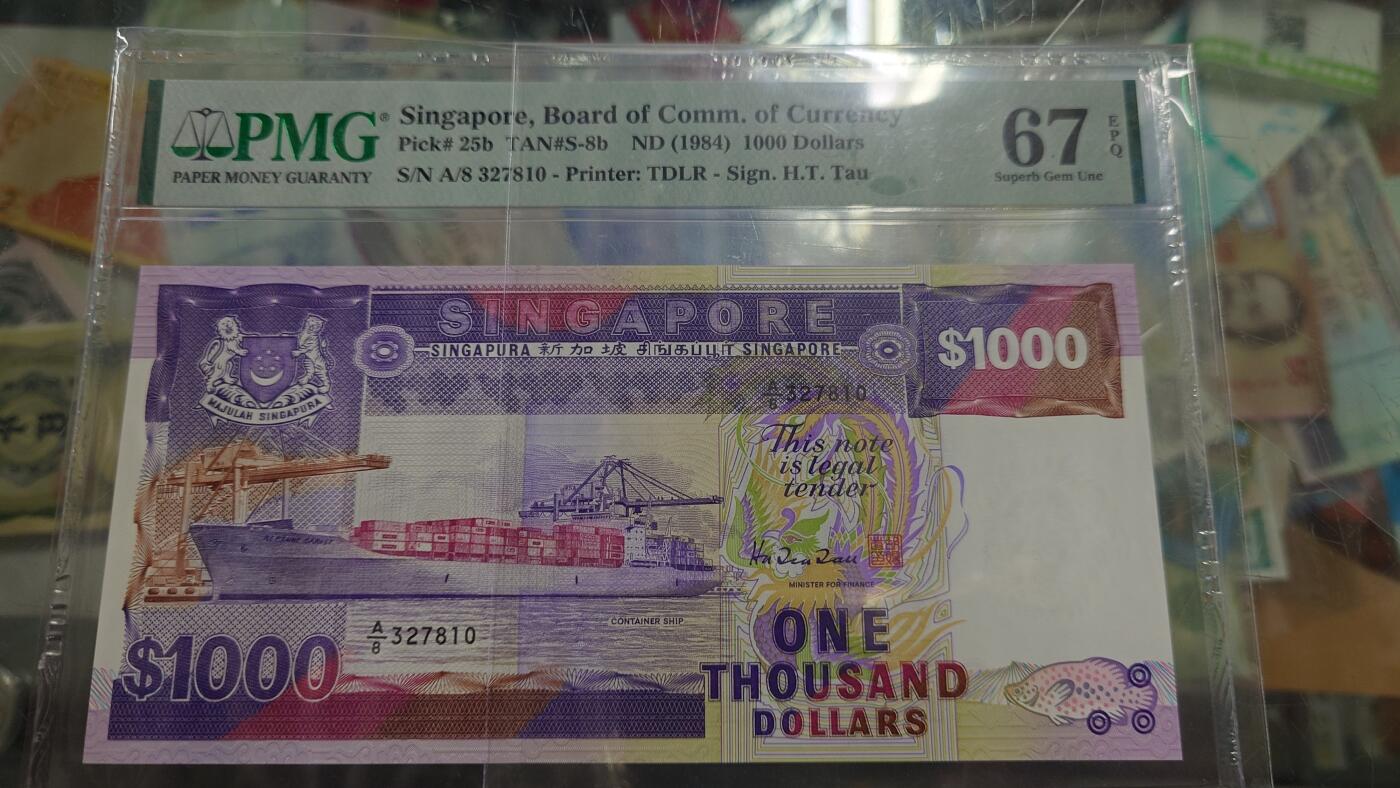 PMG®
PAPER MONEY GUARANTY
Singapore, Board of Comm. of Currency
Pick# 25b TAN#S-8b ND (1984) 1000 Dollars
S/N A/8 327810 - Printer: TDLR - Sign. H.T. Tau
67
EPQ
Superb Gem Unc
SINGAPORE
SINGAPURA 新加坡 சிங்கப்பூர் SINGAPORE
$1000
MAJULAH SINGAPURA
A/8 327810
This note
is legal
tender
MINISTER FOR FINANCE
CONTAINER SHIP
$1000
A/8 327810
ONE
THOUSAND
DOLLARS